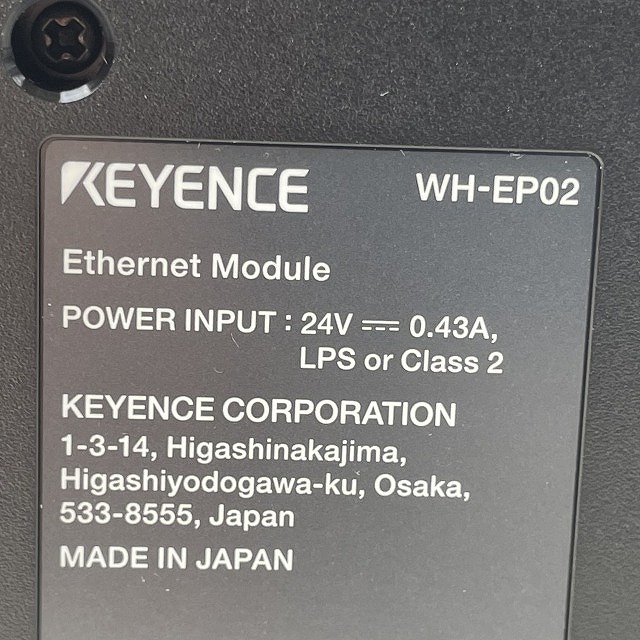 KEYENCE WH-EP02
Ethernet Module
POWER INPUT : 24V ⎓ 0.43A,
LPS or Class 2
KEYENCE CORPORATION
1-3-14, Higashinakajima,
Higashiyodogawa-ku, Osaka,
533-8555, Japan
MADE IN JAPAN